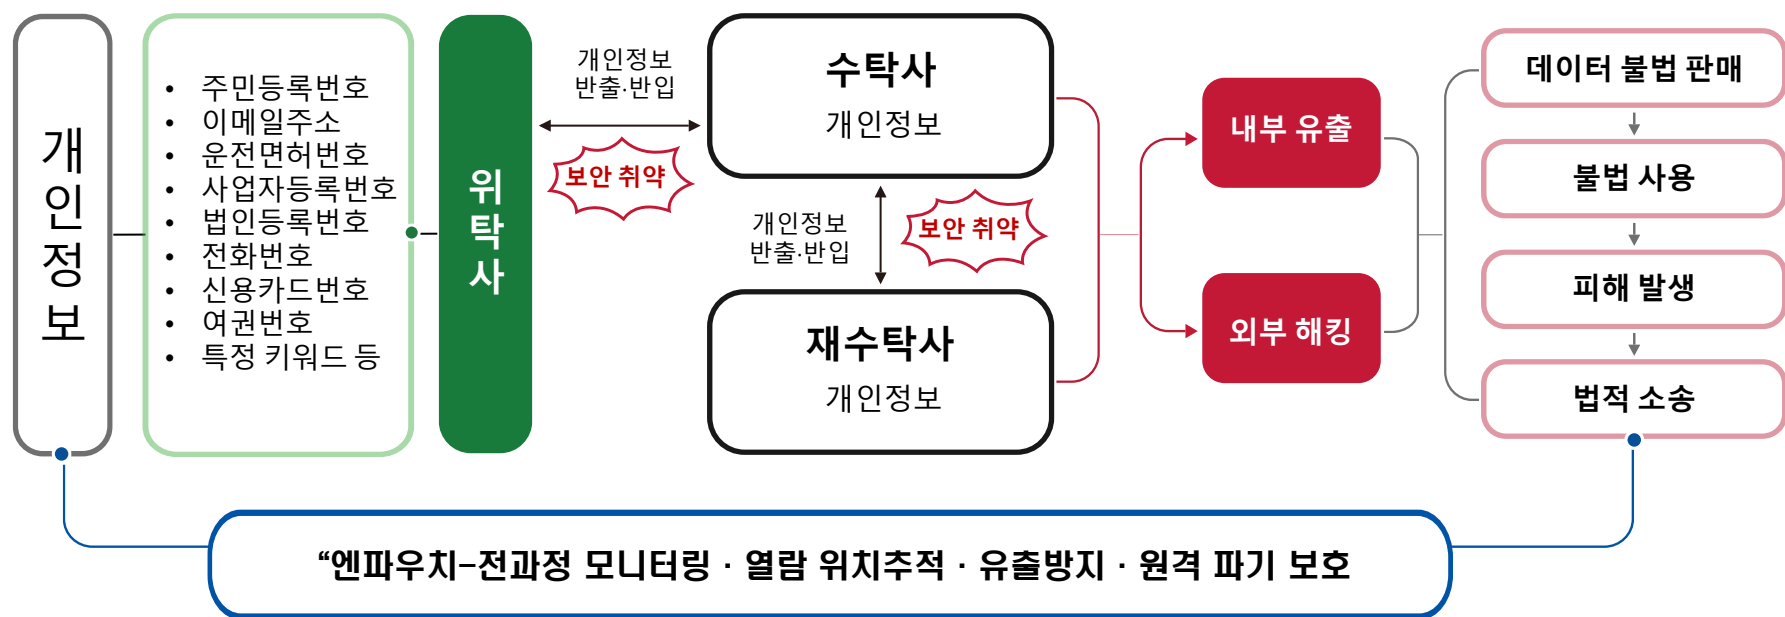 개인정보
• 주민등록번호
• 이메일주소
• 운전면허번호
• 사업자등록번호
• 법인등록번호
• 전화번호
• 신용카드번호
• 여권번호
• 특정 키워드 등
위탁사
개인정보
반출·반입
보안 취약
수탁사
개인정보
개인정보
반출·반입
보안 취약
재수탁사
개인정보
내부 유출
외부 해킹
데이터 불법 판매
불법 사용
피해 발생
법적 소송
“엔파우치-전과정 모니터링 · 열람 위치추적 · 유출방지 · 원격 파기 보호